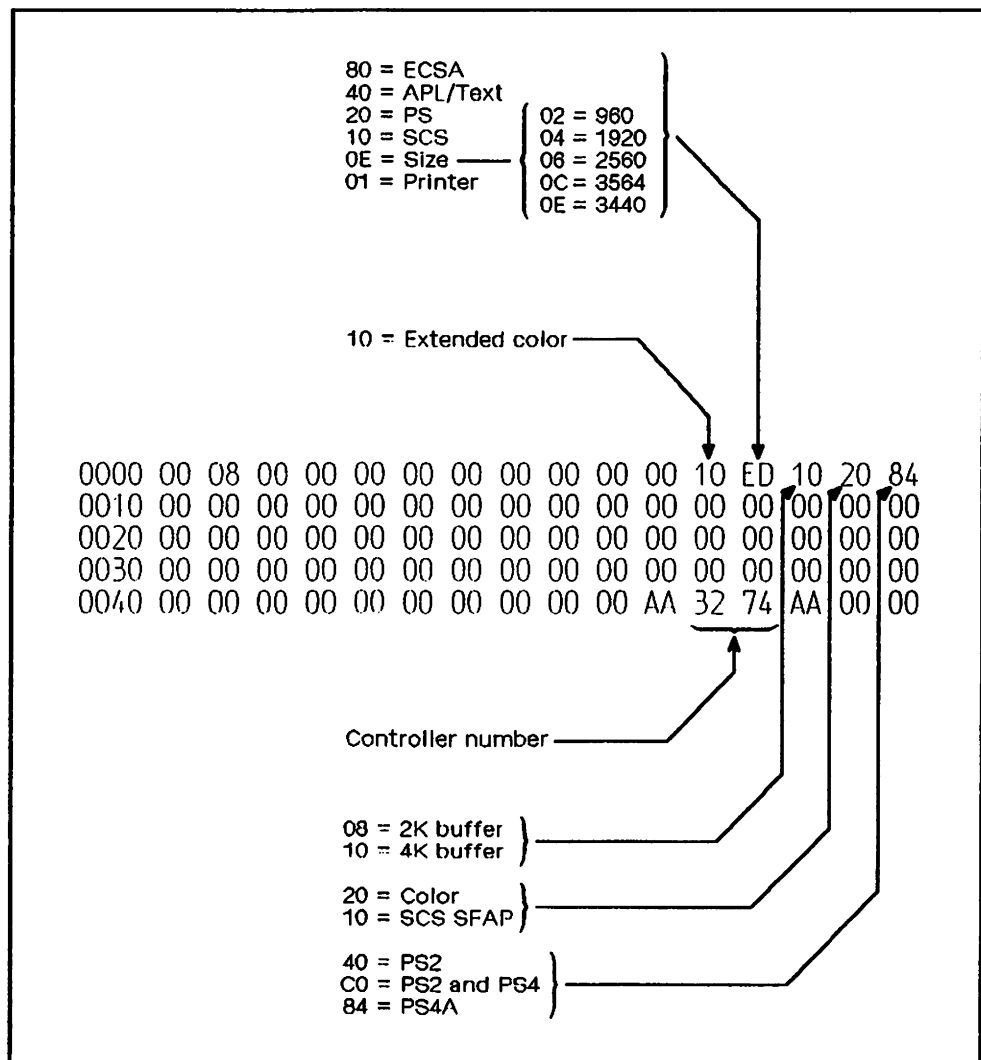 80 = ECSA
40 = APL/Text
20 = PS
10 = SCS
0E = Size
01 = Printer
02 = 960
04 = 1920
06 = 2560
0C = 3564
0E = 3440
10 = Extended color
0000 00 08 00 00 00 00 00 00 00 00 00 10 ED 10 20 84
0010 00 00 00 00 00 00 00 00 00 00 00 00 00 00 00 00
0020 00 00 00 00 00 00 00 00 00 00 00 00 00 00 00 00
0030 00 00 00 00 00 00 00 00 00 00 00 00 00 00 00 00
0040 00 00 00 00 00 00 00 00 00 00 AA 32 74 AA 00 00
Controller number
08 = 2K buffer
10 = 4K buffer
20 = Color
10 = SCS SFAP
40 = PS2
C0 = PS2 and PS4
84 = PS4A